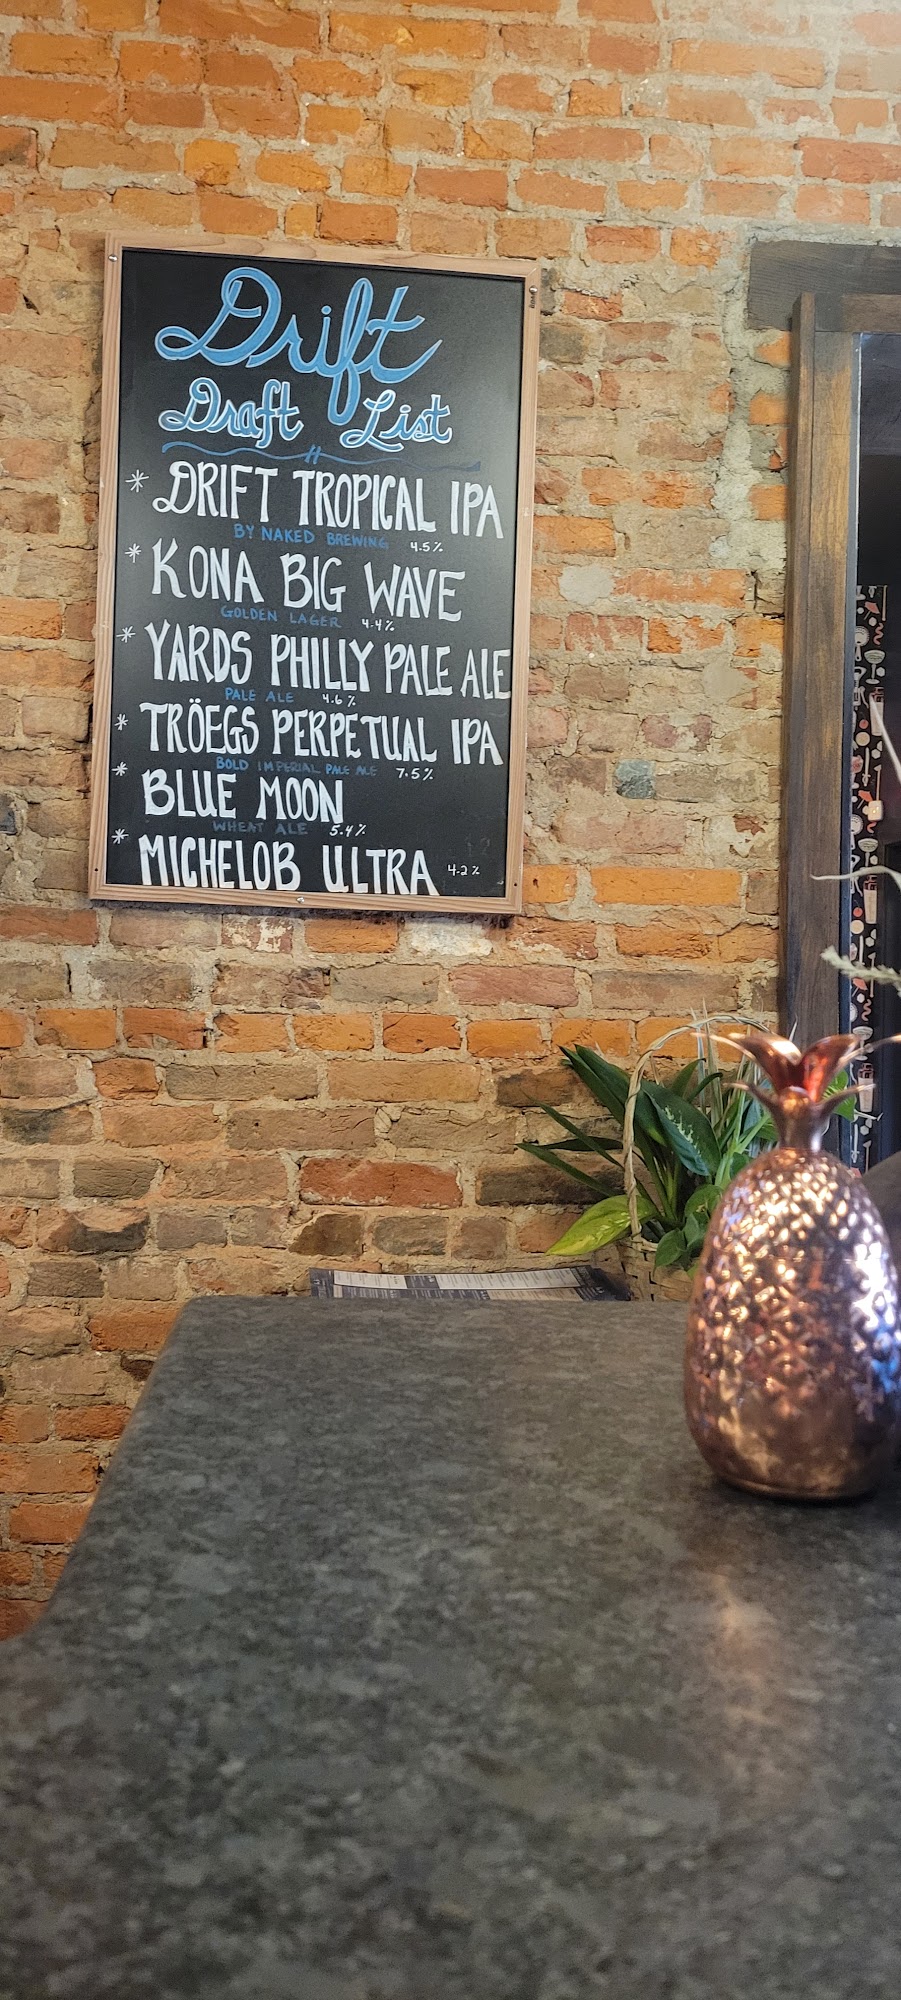 Drift
Draft List
* DRIFT TROPICAL IPA
BY NAKED BREWING 4.5%
* KONA BIG WAVE
GOLDEN LAGER 4.4%
* YARDS PHILLY PALE ALE
PALE ALE 4.6%
* TRÖEGS PERPETUAL IPA
BOLD IMPERIAL PALE ALE 7.5%
* BLUE MOON
WHEAT ALE 5.4%
* MICHELOB ULTRA 4.2%